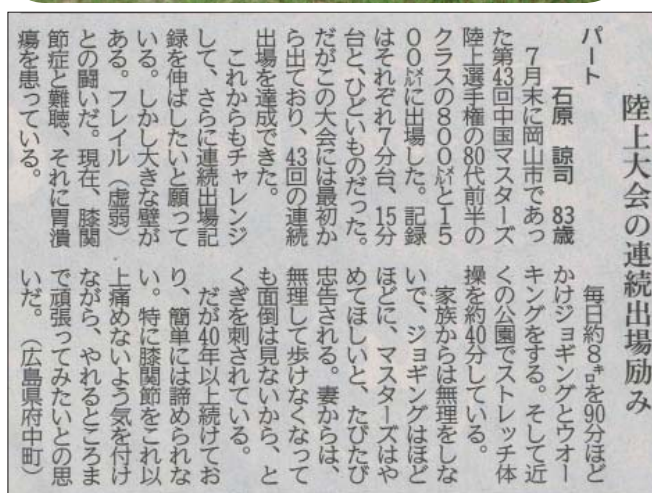 陸上大会の連続出場励み
パート
石原 諒司 83歳
７月末に岡山市であっ
た第43回中国マスターズ
陸上選手権の80代前半の
クラスの８００㍍と１５
００㍍に出場した。記録
はそれぞれ７分台、15分
台と、ひどいものだった。
だがこの大会には最初か
ら出ており、43回の連続
出場を達成できた。
これからもチャレンジ
して、さらに連続出場記
録を伸ばしたいと願って
いる。しかし大きな壁が
ある。フレイル（虚弱）
との闘いだ。現在、膝関
節症と難聴、それに胃潰
瘍を患っている。
毎日約８㌔を90分ほど
かけジョギングとウオー
キングをする。そして近
くの公園でストレッチ体
操を約40分している。
家族からは無理をしな
いで、ジョギングはほど
ほどに、マスターズはや
めてほしいと、たびたび
忠告される。妻からは、
無理して歩けなくなって
も面倒は見ないから、と
くぎを刺されている。
だが40年以上続けてお
り、簡単には諦められな
い。特に膝関節をこれ以
上痛めないよう気を付け
ながら、やれるところま
で頑張ってみたいとの思
いだ。（広島県府中町）